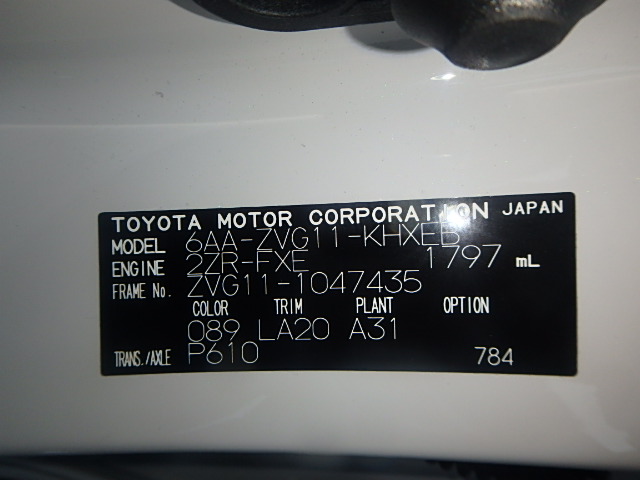 TOYOTA MOTOR CORPORATION JAPAN
MODEL 6AA-ZVG11-KHXEB
ENGINE 2ZR-FXE 1797 mL
FRAME No. ZVG11-1047435
COLOR TRIM PLANT OPTION
089 LA20 A31
TRANS./AXLE P610 784